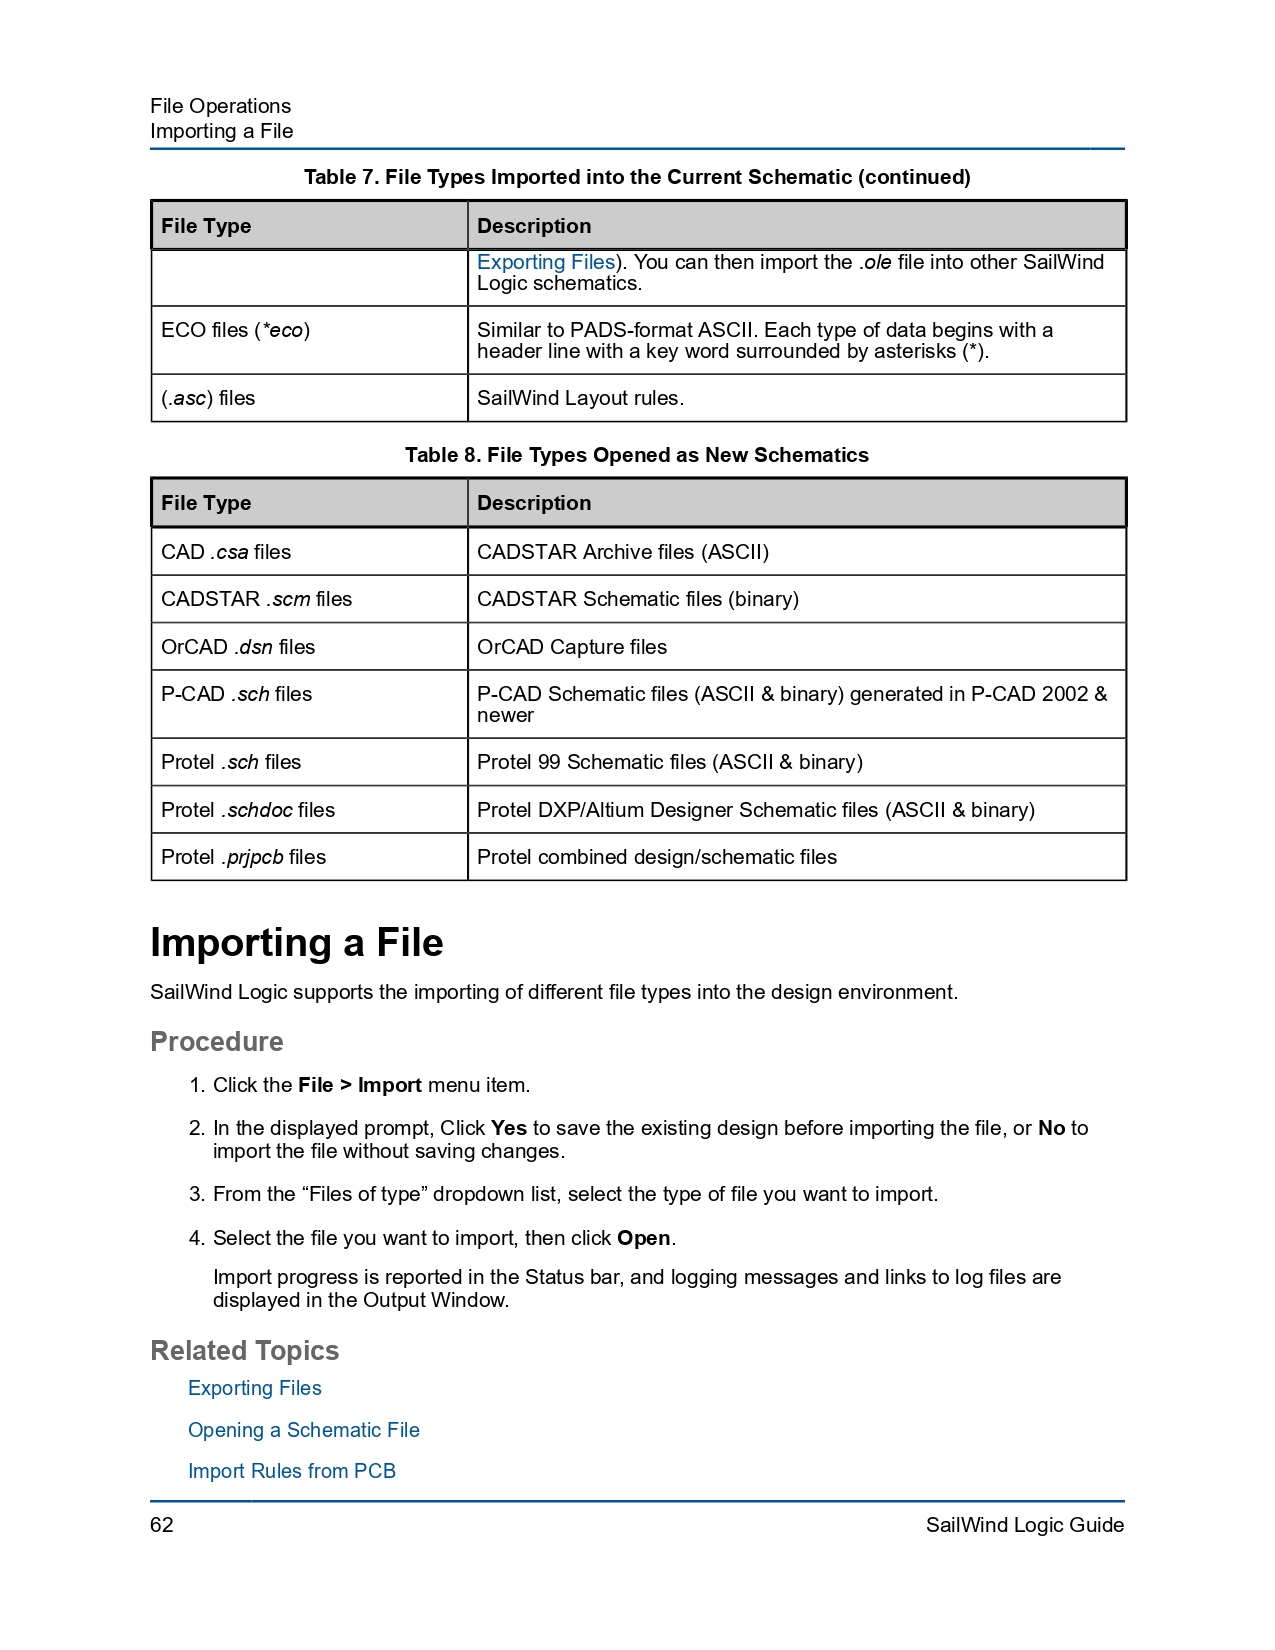 File Operations
Importing a File
Table 7. File Types Imported into the Current Schematic (continued)
File Type
Description
Exporting Files). You can then import the .ole file into other SailWind
Logic schematics.
ECO files (*eco)
Similar to PADS-format ASCII. Each type of data begins with a
header line with a key word surrounded by asterisks (*).
(.asc) files
SailWind Layout rules.
Table 8. File Types Opened as New Schematics
File Type
Description
CAD .csa files
CADSTAR Archive files (ASCII)
CADSTAR .scm files
CADSTAR Schematic files (binary)
OrCAD .dsn files
OrCAD Capture files
P-CAD .sch files
P-CAD Schematic files (ASCII & binary) generated in P-CAD 2002 &
newer
Protel .sch files
Protel 99 Schematic files (ASCII & binary)
Protel .schdoc files
Protel DXP/Altium Designer Schematic files (ASCII & binary)
Protel .prjpcb files
Protel combined design/schematic files
Importing a File
SailWind Logic supports the importing of different file types into the design environment.
Procedure
1. Click the File > Import menu item.
2. In the displayed prompt, Click Yes to save the existing design before importing the file, or No to
import the file without saving changes.
3. From the “Files of type” dropdown list, select the type of file you want to import.
4. Select the file you want to import, then click Open.
Import progress is reported in the Status bar, and logging messages and links to log files are
displayed in the Output Window.
Related Topics
Exporting Files
Opening a Schematic File
Import Rules from PCB
62
SailWind Logic Guide